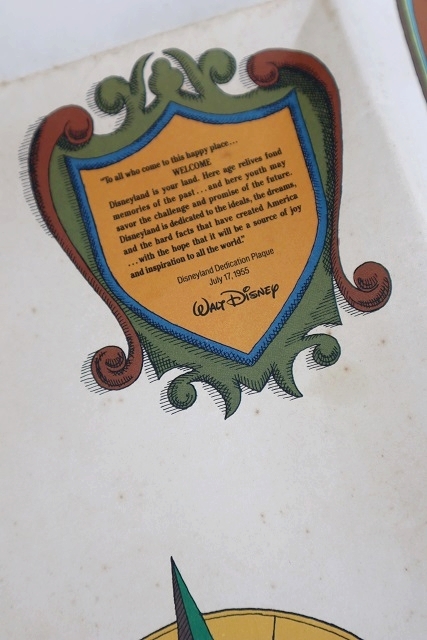 "To all who come to this happy place...
WELCOME
Disneyland is your land. Here age relives fond
memories of the past...and here youth may
savor the challenge and promise of the future.
Disneyland is dedicated to the ideals, the dreams,
and the hard facts that have created America
...with the hope that it will be a source of joy
and inspiration to all the world."
Disneyland Dedication Plaque
July 17, 1955
Walt Disney